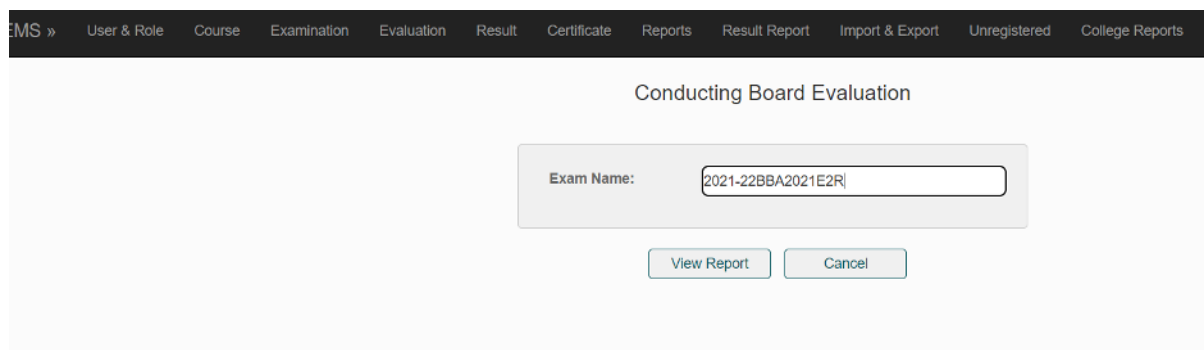 EMS » User & Role Course Examination Evaluation Result Certificate Reports Result Report Import & Export Unregistered College Reports
Conducting Board Evaluation
Exam Name: 2021-22BBA2021E2R
View Report Cancel